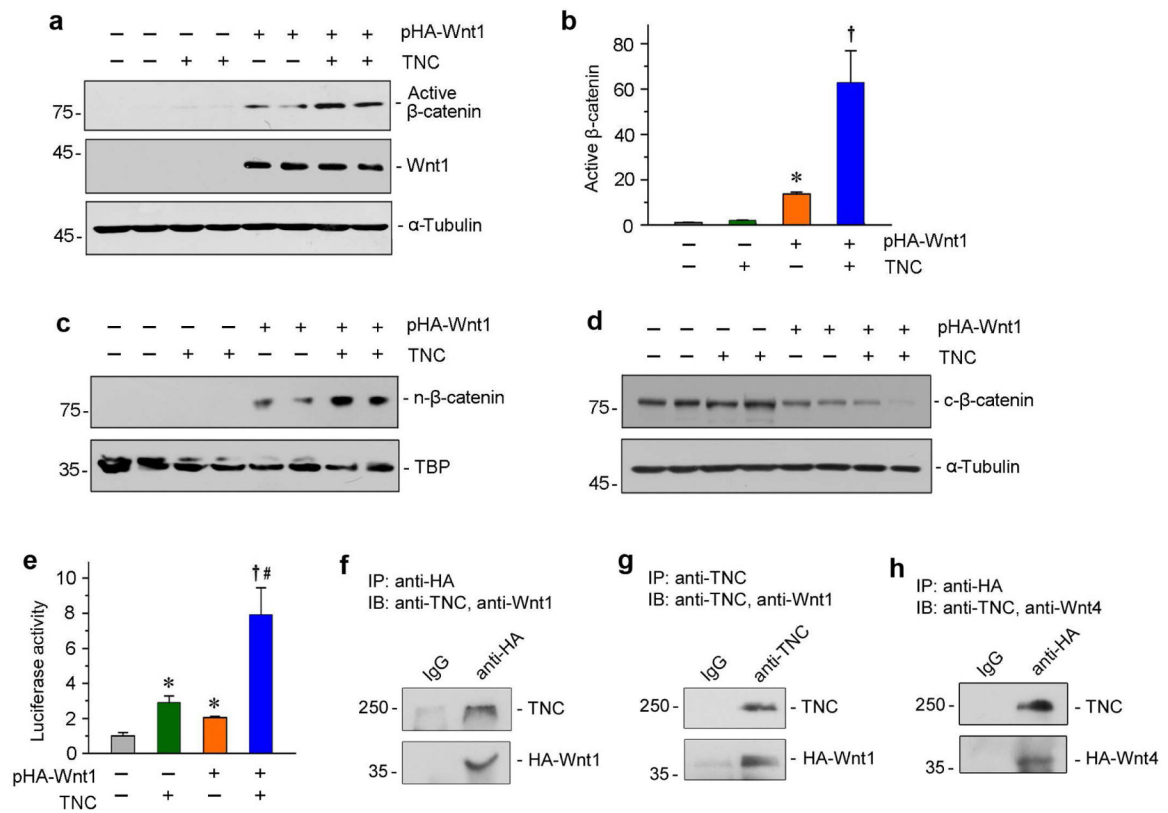 a
– – – – + + + + pHA-Wnt1
– – + + – – + + TNC
75- - Active
β-catenin
45- - Wnt1
45- - α-Tubulin
b
Active β-catenin
80
60
40
20
0
*
†
– – + + pHA-Wnt1
– + – + TNC
c
– – – – + + + + pHA-Wnt1
– – + + – – + + TNC
75- - n-β-catenin
35- - TBP
d
– – – – + + + + pHA-Wnt1
– – + + – – + + TNC
75- - c-β-catenin
45- - α-Tubulin
e
Luciferase activity
10
8
6
4
2
0
* * † #
pHA-Wnt1 – – + +
TNC – + – +
f
IP: anti-HA
IB: anti-TNC, anti-Wnt1
IgG anti-HA
250- - TNC
35- - HA-Wnt1
g
IP: anti-TNC
IB: anti-TNC, anti-Wnt1
IgG anti-TNC
250- - TNC
35- - HA-Wnt1
h
IP: anti-HA
IB: anti-TNC, anti-Wnt4
IgG anti-HA
250- - TNC
35- - HA-Wnt4